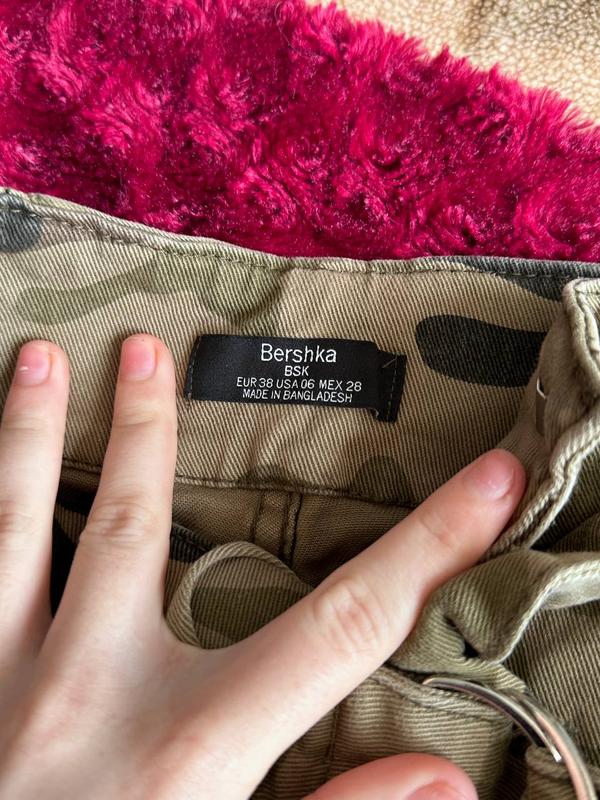 Bershka
BSK
EUR 38 USA 06 MEX 28
MADE IN BANGLADESH